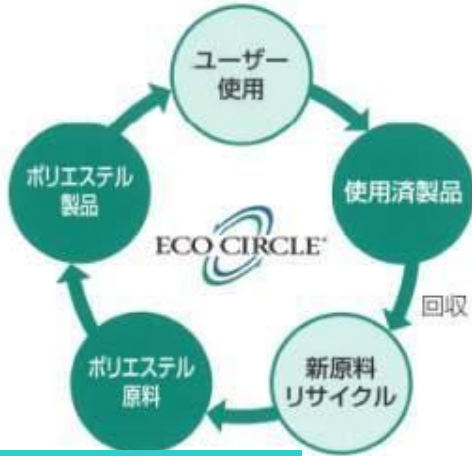 ユーザー
使用
使用済製品
回収
新原料
リサイクル
ポリエステル
原料
ポリエステル
製品
ECO CIRCLE®